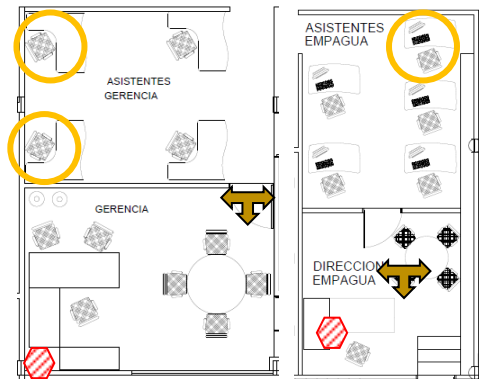 ASISTENTES
GERENCIA
GERENCIA
ASISTENTES
EMPAGUA
DIRECCION
EMPAGUA